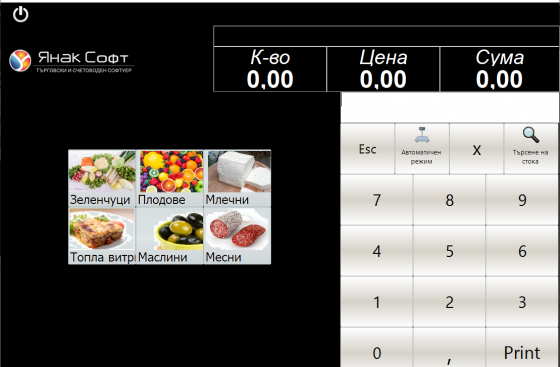 Янак Софт
ТЪРГОВСКИ И СЧЕТОВОДЕН СОФТУЕР
К-во
Цена
Сума
0,00
0,00
0,00
Esc
Автоматичен
режим
x
Търсене на
стока
7
8
9
Зеленчуци
Плодове
Млечни
4
5
6
Топла витри
Маслини
Месни
1
2
3
0
,
Print